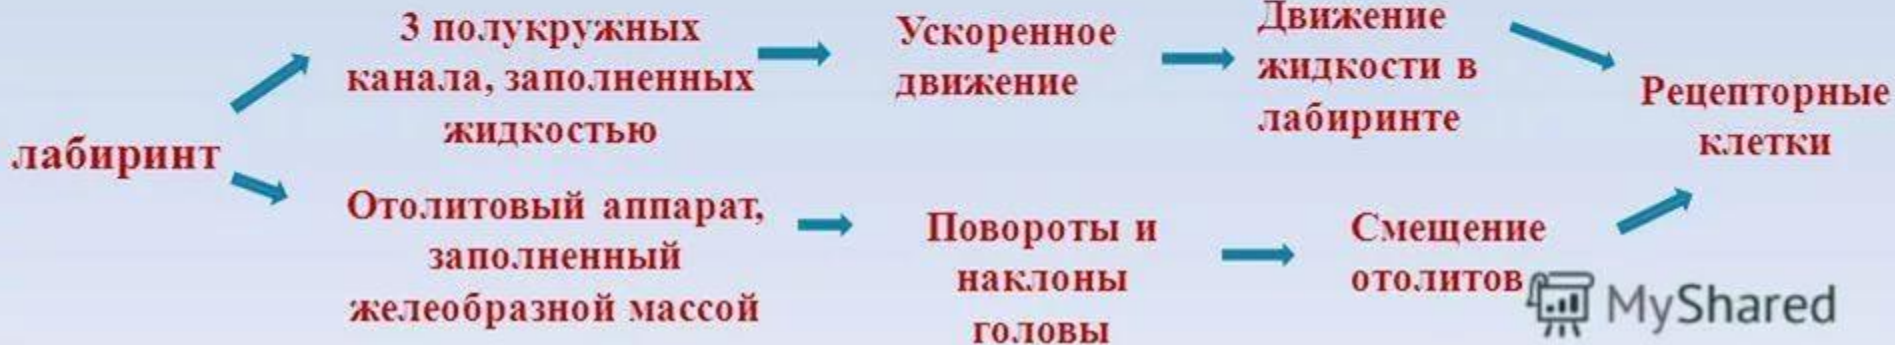 лабиринт
3 полукружных
канала, заполненных
жидкостью
Ускоренное
движение
Движение
жидкости в
лабиринте
Рецепторные
клетки
Отолитовый аппарат,
заполненный
желеобразной массой
Повороты и
наклоны
головы
Смещение
отолитов
MyShared